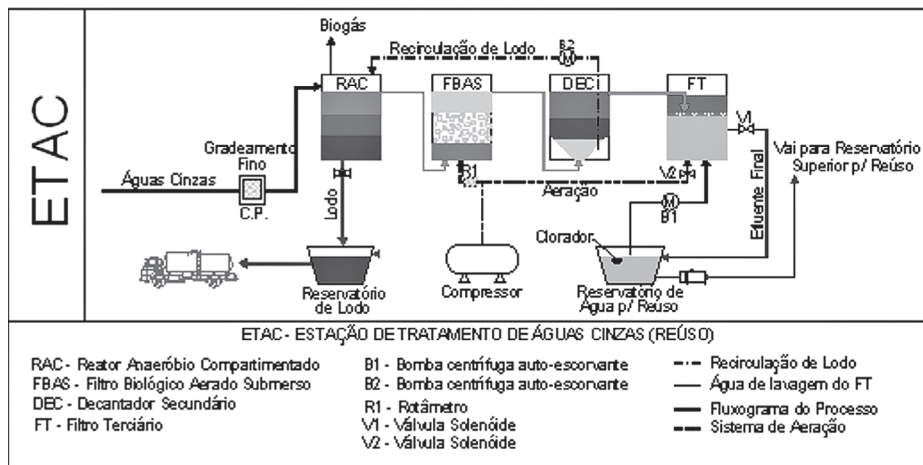 ETAC
Biogás
Recirculação de Lodo
B2
M
RAC
FBAS
DEC
FT
V1
Gradeamento
Fino
Águas Cinzas
C.P.
Lodo
R1
Aeração
V2
M
B1
Efluente Final
Vai para Reservatório
Superior p/ Reúso
Clorador
Reservatório
de Lodo
Compressor
Reservatório de
Água p/ Reúso
ETAC - ESTAÇÃO DE TRATAMENTO DE ÁGUAS CINZAS (REÚSO)
RAC - Reator Anaeróbio Compartimentado
FBAS - Filtro Biológico Aerado Submerso
DEC - Decantador Secundário
FT - Filtro Terciário
B1 - Bomba centrífuga auto-escorvante
B2 - Bomba centrífuga auto-escorvante
R1 - Rotâmetro
V1 - Válvula Solenóide
V2 - Válvula Solenóide
Recirculação de Lodo
Água de lavagem do FT
Fluxograma do Processo
Sistema de Aeração